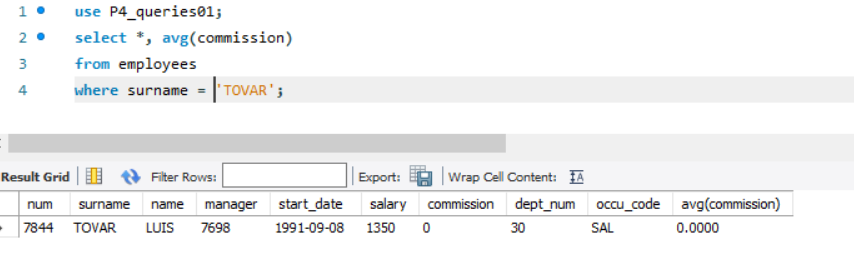 1 use P4_queries01;
2 select *, avg(commission)
3 from employees
4 where surname = 'TOVAR';
Result Grid Filter Rows: Export: Wrap Cell Content: IA
num surname name manager start_date salary commission dept_num occu_code avg(commission)
7844 TOVAR LUIS 7698 1991-09-08 1350 0 30 SAL 0.0000